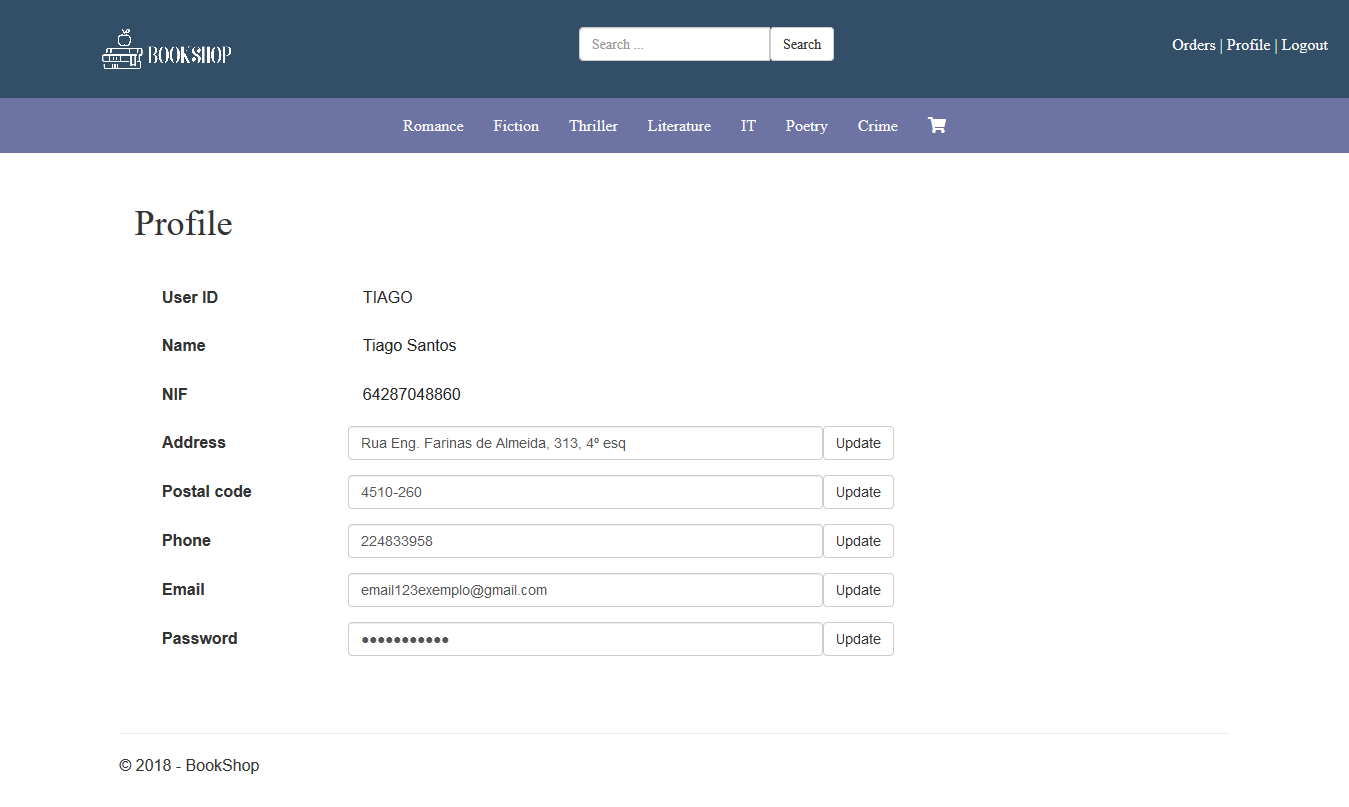 BOOKSHOP
Search ... Search
Orders | Profile | Logout
Romance Fiction Thriller Literature IT Poetry Crime
Profile
User ID TIAGO
Name Tiago Santos
NIF 64287048860
Address Rua Eng. Farinas de Almeida, 313, 4º esq Update
Postal code 4510-260 Update
Phone 224833958 Update
Email email123exemplo@gmail.com Update
Password ●●●●●●●●●●● Update
© 2018 - BookShop